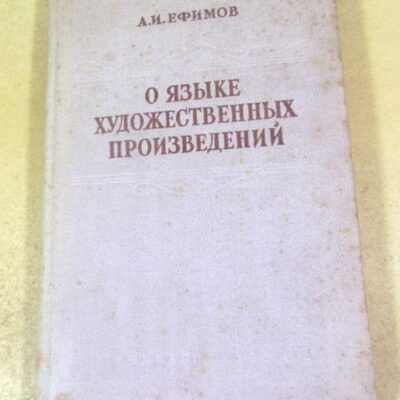 А.И.ЕФИМОВ
О ЯЗЫКЕ
ХУДОЖЕСТВЕННЫХ
ПРОИЗВЕДЕНИЙ